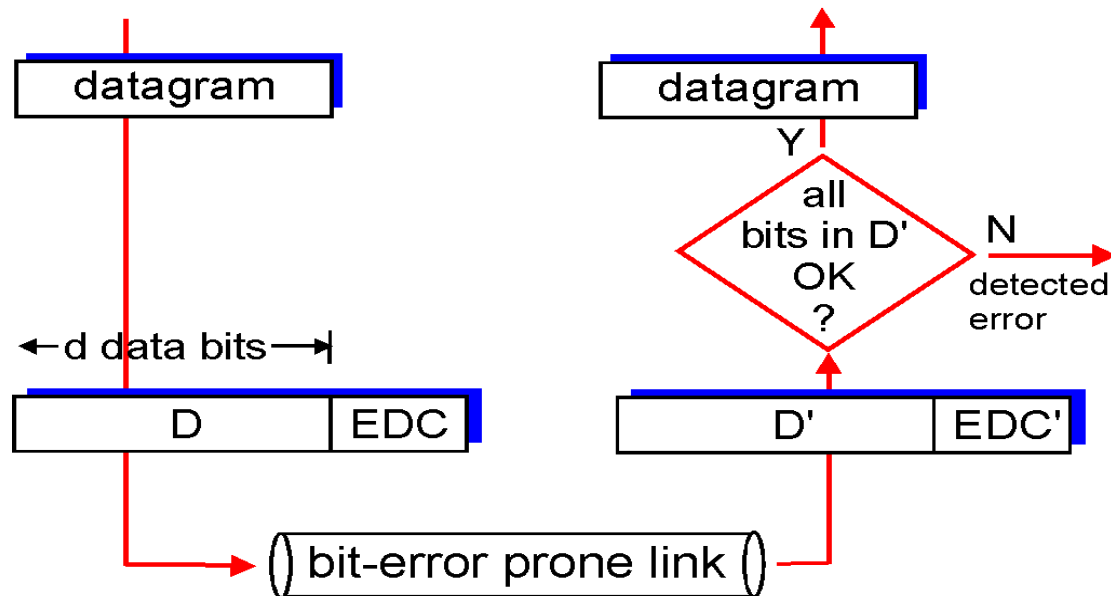 datagram
d data bits
D
EDC
bit-error prone link
D'
EDC'
all
bits in D'
OK
?
Y
N
detected
error
datagram